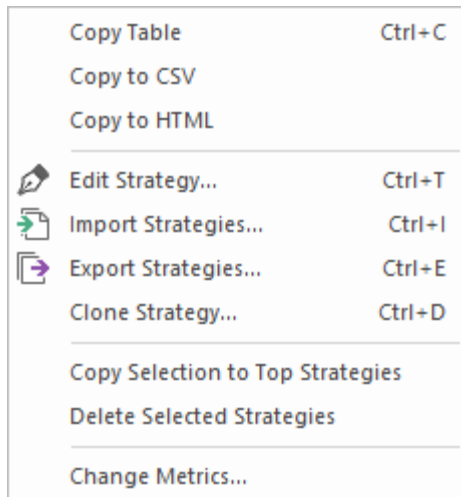 Copy Table Ctrl+C
Copy to CSV
Copy to HTML
Edit Strategy... Ctrl+T
Import Strategies... Ctrl+I
Export Strategies... Ctrl+E
Clone Strategy... Ctrl+D
Copy Selection to Top Strategies
Delete Selected Strategies
Change Metrics...